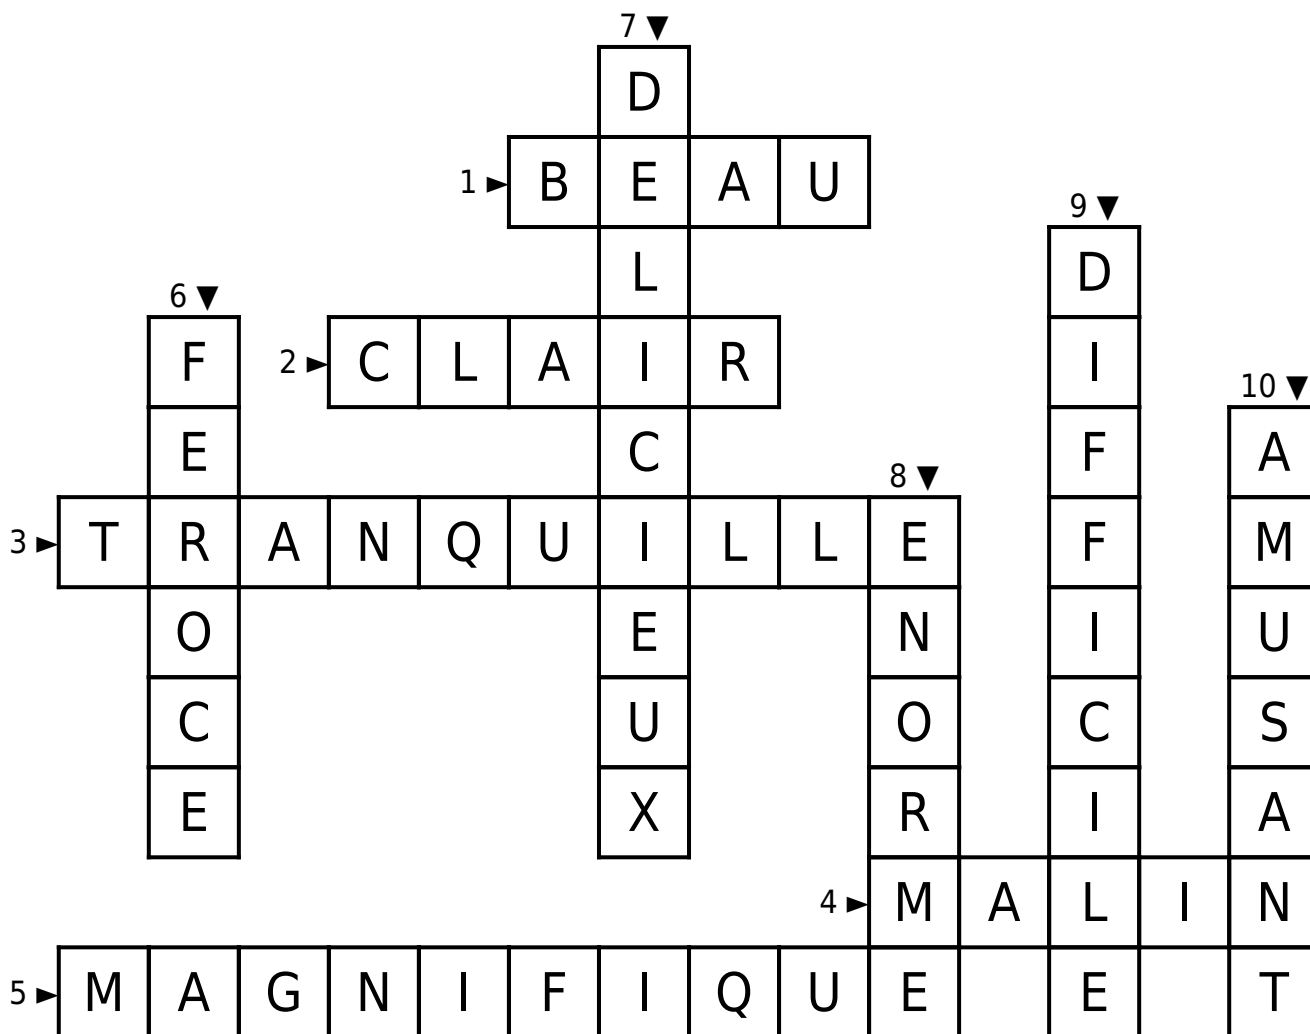 7 ▼
D
1 ► B E A U
L 9 ▼
D
6 ▼
F 2 ► C L A I R I
10 ▼
E C F A
8 ▼
3 ► T R A N Q U I L L E F M
O E N I U
C U O C S
E X R I A
4 ► M A L I N
5 ► M A G N I F I Q U E E T